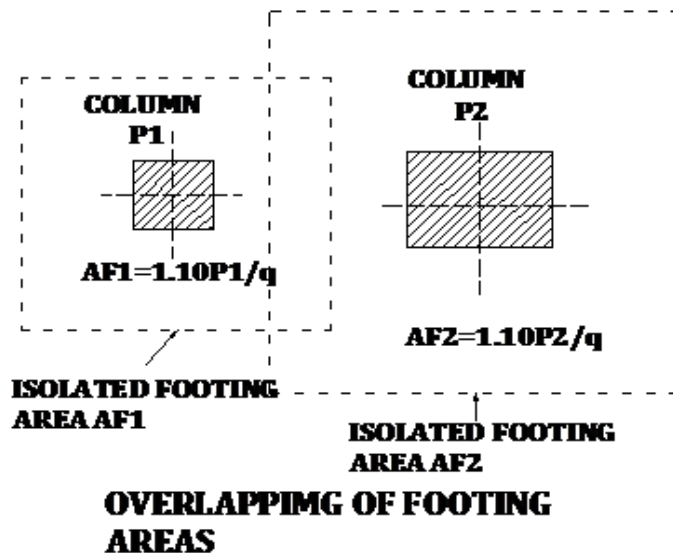 COLUMN
P1
COLUMN
P2
AF1=1.10P1/q
AF2=1.10P2/q
ISOLATED FOOTING
AREA AF1
ISOLATED FOOTING
AREA AF2
OVERLAPPIMG OF FOOTING
AREAS